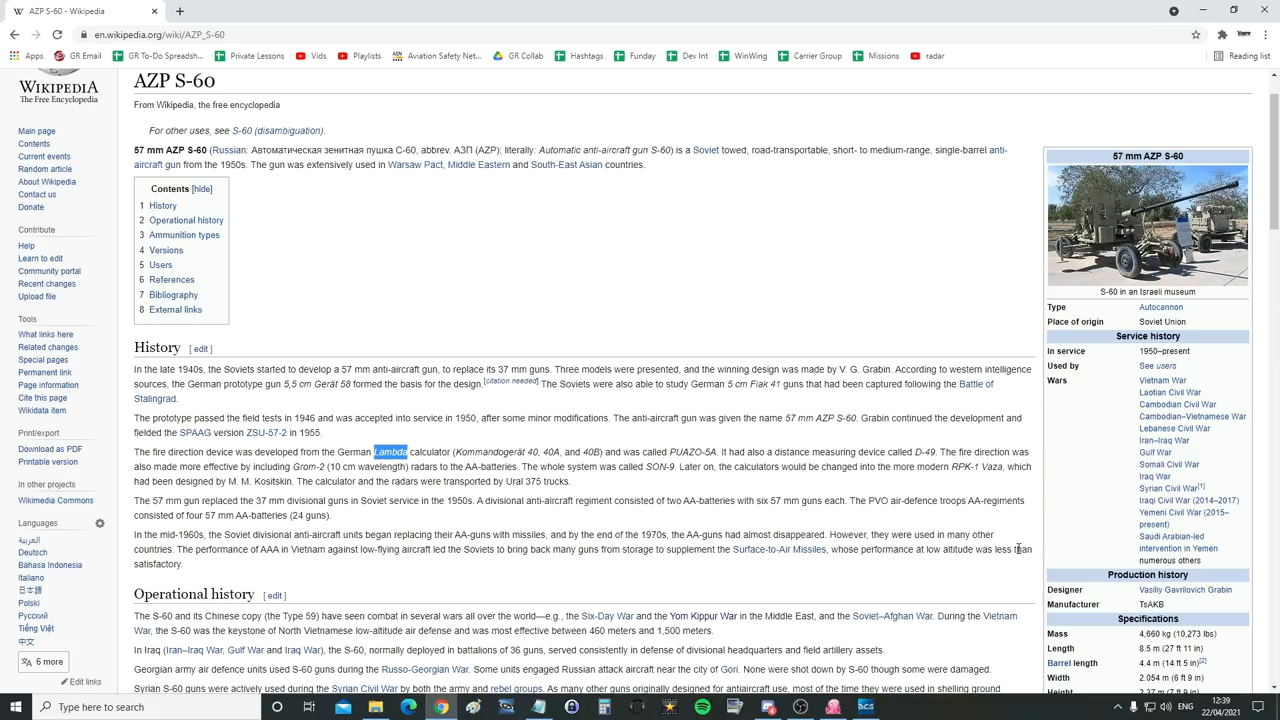 AZP S-60 - Wikipedia
en.wikipedia.org/wiki/AZP_S-60
Apps GR Email GR To-Do Spreadsh... Private Lessons Vids Playlists Aviation Safety Net... GR Collab Hashtags Funday Dev Int WinWing Carrier Group Missions radar Reading list
WIKIPEDIA
The Free Encyclopedia
Main page
Contents
Current events
Random article
About Wikipedia
Contact us
Donate
Contribute
Help
Learn to edit
Community portal
Recent changes
Upload file
Tools
What links here
Related changes
Special pages
Permanent link
Page information
Cite this page
Wikidata item
Print/export
Download as PDF
Printable version
In other projects
Wikimedia Commons
Languages
العربية
Deutsch
Bahasa Indonesia
Italiano
日本語
Polski
Русский
Tiếng Việt
中文
6 more
Edit links
AZP S-60
From Wikipedia, the free encyclopedia
For other uses, see S-60 (disambiguation).
57 mm AZP S-60 (Russian: Автоматическая зенитная пушка С-60, abbrev. АЗП (AZP); literally: Automatic anti-aircraft gun S-60) is a Soviet towed, road-transportable, short- to medium-range, single-barrel anti-
aircraft gun from the 1950s. The gun was extensively used in Warsaw Pact, Middle Eastern and South-East Asian countries.
Contents [hide]
1 History
2 Operational history
3 Ammunition types
4 Versions
5 Users
6 References
7 Bibliography
8 External links
History [ edit ]
In the late 1940s, the Soviets started to develop a 57 mm anti-aircraft gun, to replace its 37 mm guns. Three models were presented, and the winning design was made by V. G. Grabin. According to western intelligence
sources, the German prototype gun 5,5 cm Gerät 58 formed the basis for the design.[citation needed] The Soviets were also able to study German 5 cm Flak 41 guns that had been captured following the Battle of
Stalingrad.
The prototype passed the field tests in 1946 and was accepted into service in 1950, after some minor modifications. The anti-aircraft gun was given the name 57 mm AZP S-60. Grabin continued the development and
fielded the SPAAG version ZSU-57-2 in 1955.
The fire direction device was developed from the German Lambda calculator (Kommandogerät 40, 40A, and 40B) and was called PUAZO-5A. It had also a distance measuring device called D-49. The fire direction was
also made more effective by including Grom-2 (10 cm wavelength) radars to the AA-batteries. The whole system was called SON-9. Later on, the calculators would be changed into the more modern RPK-1 Vaza, which
had been designed by M. M. Kositskin. The calculator and the radars were transported by Ural 375 trucks.
The 57 mm gun replaced the 37 mm divisional guns in Soviet service in the 1950s. A divisional anti-aircraft regiment consisted of two AA-batteries with six 57 mm guns each. The PVO air-defence troops AA-regiments
consisted of four 57 mm AA-batteries (24 guns).
In the mid-1960s, the Soviet divisional anti-aircraft units began replacing their AA-guns with missiles, and by the end of the 1970s, the AA-guns had almost disappeared. However, they were used in many other
countries. The performance of AAA in Vietnam against low-flying aircraft led the Soviets to bring back many guns from storage to supplement the Surface-to-Air Missiles, whose performance at low altitude was less than
satisfactory.
Operational history [ edit ]
The S-60 and its Chinese copy (the Type 59) have seen combat in several wars all over the world—e.g., the Six-Day War and the Yom Kippur War in the Middle East, and the Soviet–Afghan War. During the Vietnam
War, the S-60 was the keystone of North Vietnamese low-altitude air defense and was most effective between 460 meters and 1,500 meters.
In Iraq (Iran–Iraq War, Gulf War and Iraq War), the S-60, normally deployed in battalions of 36 guns, served consistently in defense of divisional headquarters and field artillery assets.
Georgian army air defence units used S-60 guns during the Russo-Georgian War. Some units engaged Russian attack aircraft near the city of Gori. None were shot down by S-60 though some were damaged.
Syrian S-60 guns were actively used during the Syrian Civil War by both the army and rebel groups. As many other guns originally designed for antiaircraft use, most of the time they were used in shelling ground
57 mm AZP S-60
S-60 in an Israeli museum
Type Autocannon
Place of origin Soviet Union
Service history
In service 1950–present
Used by See users
Wars Vietnam War
Laotian Civil War
Cambodian Civil War
Cambodian–Vietnamese War
Lebanese Civil War
Iran–Iraq War
Gulf War
Somali Civil War
Iraq War
Syrian Civil War[1]
Iraqi Civil War (2014–2017)
Yemeni Civil War (2015–
present)
Saudi Arabian-led
intervention in Yemen
numerous others
Production history
Designer Vasiliy Gavrilovich Grabin
Manufacturer TsAKB
Specifications
Mass 4,660 kg (10,273 lbs)
Length 8.5 m (27 ft 11 in)
Barrel length 4.4 m (14 ft 5 in)[2]
Width 2.054 m (6 ft 9 in)
Height 2.37 m (7 ft 9 in)
Type here to search
ENG
12:39
22/04/2021